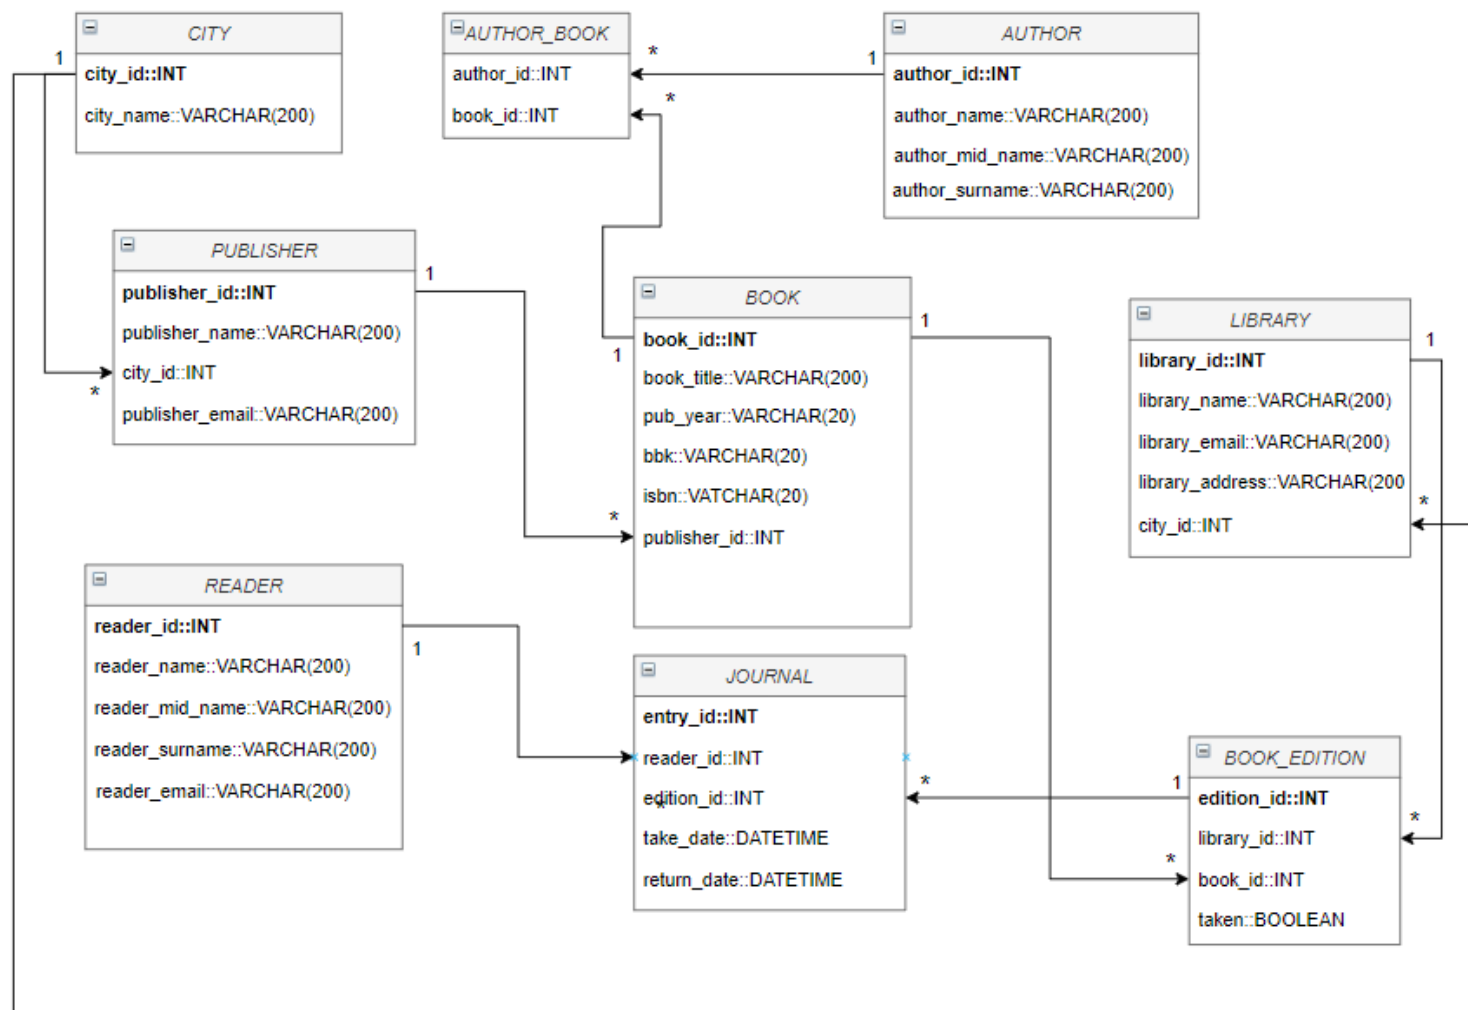 CITY
1
city_id::INT
city_name::VARCHAR(200)
AUTHOR_BOOK
author_id::INT
book_id::INT
*
*
AUTHOR
1
author_id::INT
author_name::VARCHAR(200)
author_mid_name::VARCHAR(200)
author_surname::VARCHAR(200)
PUBLISHER
1
publisher_id::INT
publisher_name::VARCHAR(200)
city_id::INT
*
publisher_email::VARCHAR(200)
BOOK
1
1
book_id::INT
book_title::VARCHAR(200)
pub_year::VARCHAR(20)
bbk::VARCHAR(20)
isbn::VATCHAR(20)
*
publisher_id::INT
LIBRARY
1
library_id::INT
library_name::VARCHAR(200)
library_email::VARCHAR(200)
library_address::VARCHAR(200
*
city_id::INT
READER
reader_id::INT
1
reader_name::VARCHAR(200)
reader_mid_name::VARCHAR(200)
reader_surname::VARCHAR(200)
reader_email::VARCHAR(200)
JOURNAL
entry_id::INT
reader_id::INT
*
edition_id::INT
take_date::DATETIME
return_date::DATETIME
BOOK_EDITION
1
edition_id::INT
*
library_id::INT
*
book_id::INT
taken::BOOLEAN